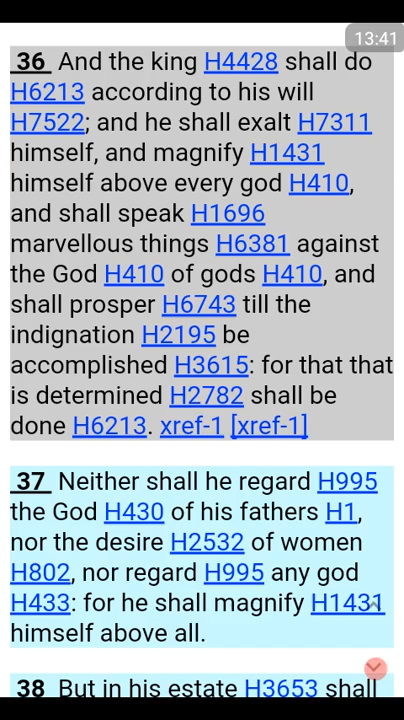 13:41
36 And the king H4428 shall do
H6213 according to his will
H7522; and he shall exalt H7311
himself, and magnify H1431
himself above every god H410,
and shall speak H1696
marvellous things H6381 against
the God H410 of gods H410, and
shall prosper H6743 till the
indignation H2195 be
accomplished H3615: for that that
is determined H2782 shall be
done H6213. xref-1 [xref-1]
37 Neither shall he regard H995
the God H430 of his fathers H1,
nor the desire H2532 of women
H802, nor regard H995 any god
H433: for he shall magnify H1431
himself above all.
38 But in his estate H3653 shall